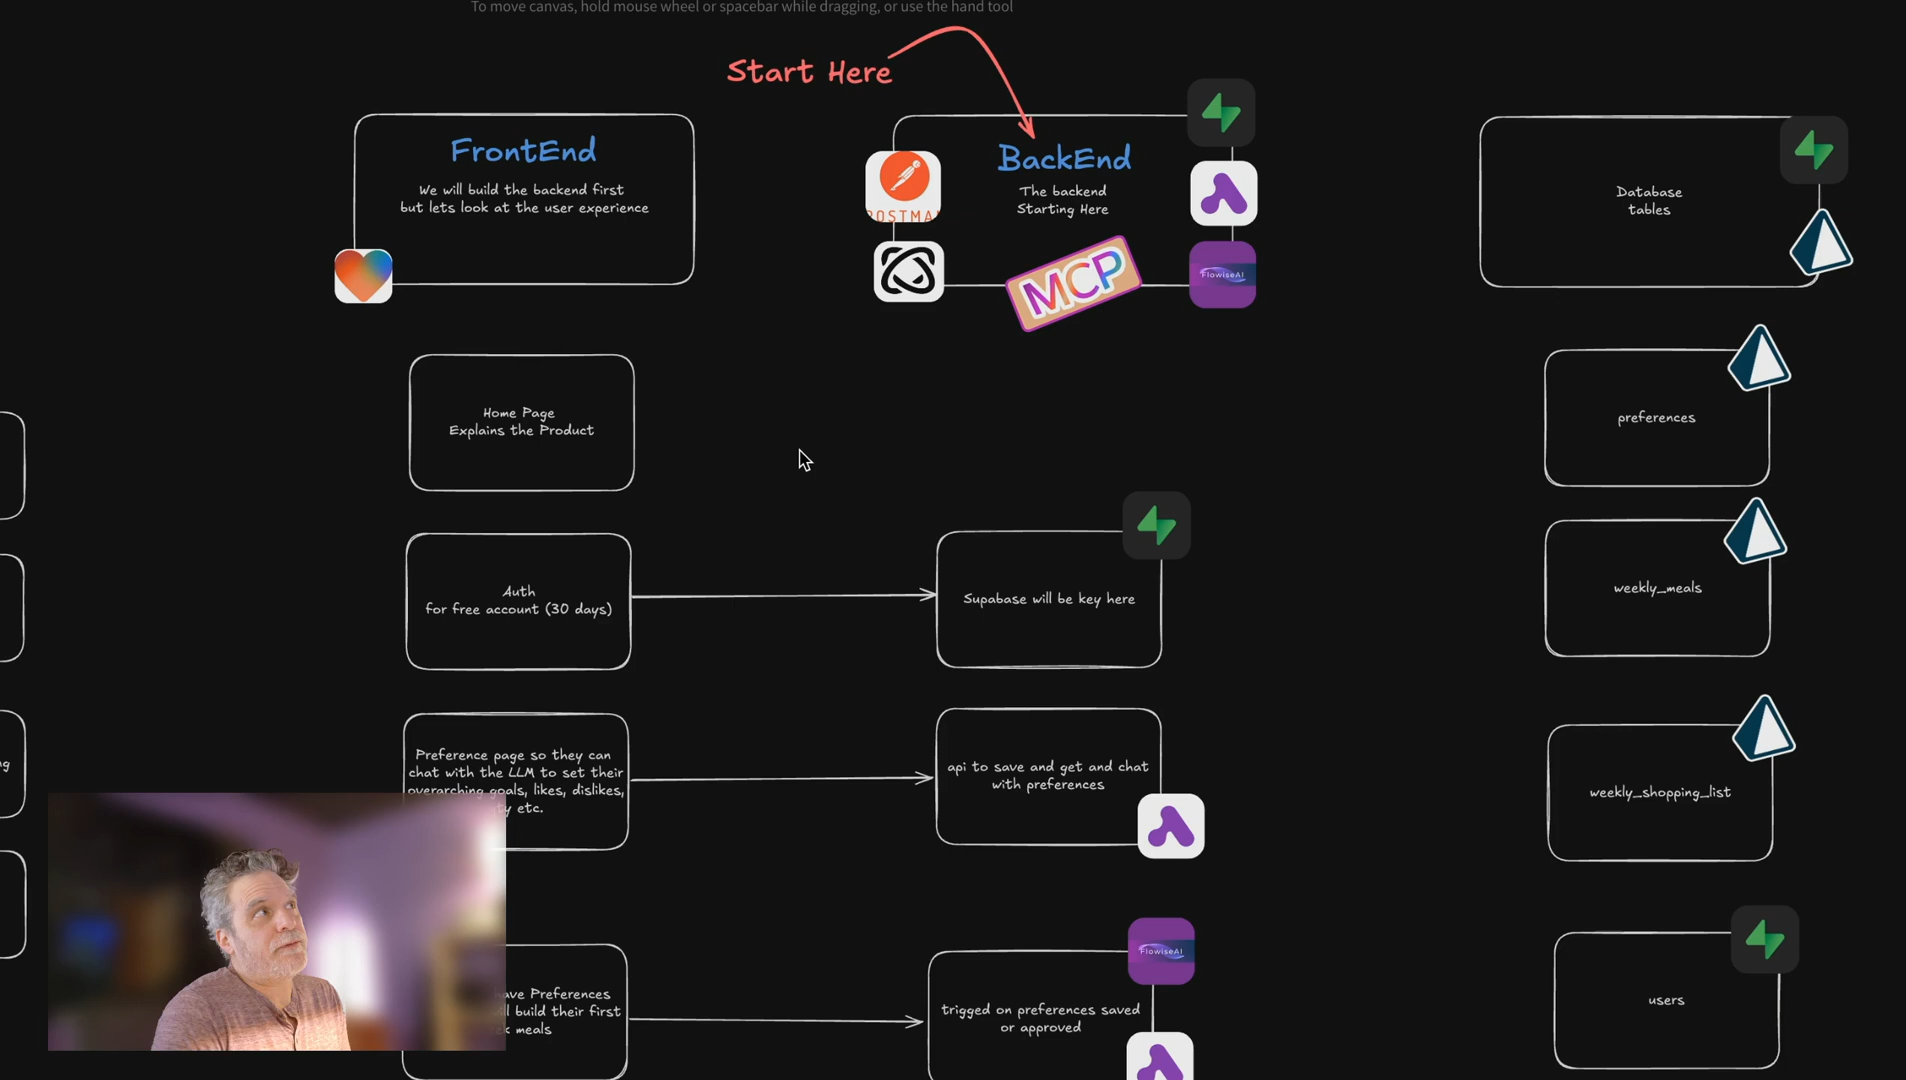 To move canvas, hold mouse wheel or spacebar while dragging, or use the hand tool
Start Here
FrontEnd
We will build the backend first
but lets look at the user experience
BackEnd
The backend
Starting Here
MCP
FlowiseAI
Database
tables
Home Page
Explains the Product
preferences
Auth
for free account (30 days)
Supabase will be key here
weekly_meals
Preference page so they can
chat with the LLM to set their
overarching goals, likes, dislikes,
etc.
api to save and get and chat
with preferences
weekly_shopping_list
Preferences
build their first
meals
FlowiseAI
trigged on preferences saved
or approved
users